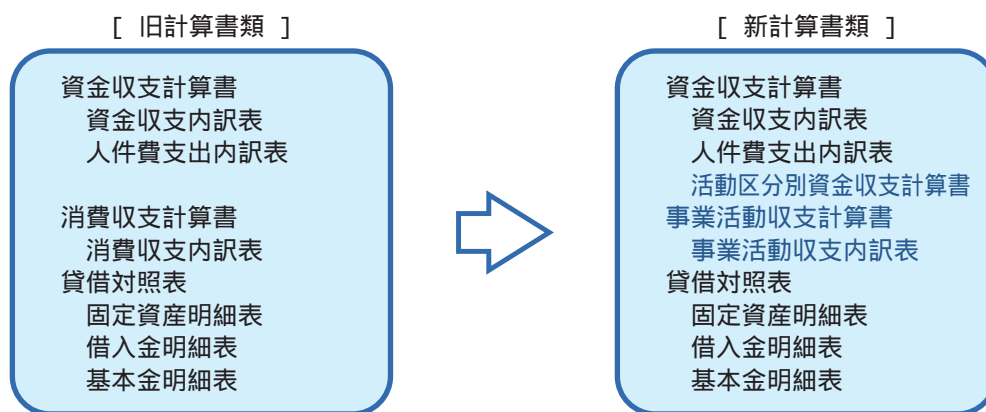 [ 旧計算書類 ]
資金収支計算書
資金収支内訳表
人件費支出内訳表
消費収支計算書
消費収支内訳表
貸借対照表
固定資産明細表
借入金明細表
基本金明細表
[ 新計算書類 ]
資金収支計算書
資金収支内訳表
人件費支出内訳表
活動区分別資金収支計算書
事業活動収支計算書
事業活動収支内訳表
貸借対照表
固定資産明細表
借入金明細表
基本金明細表